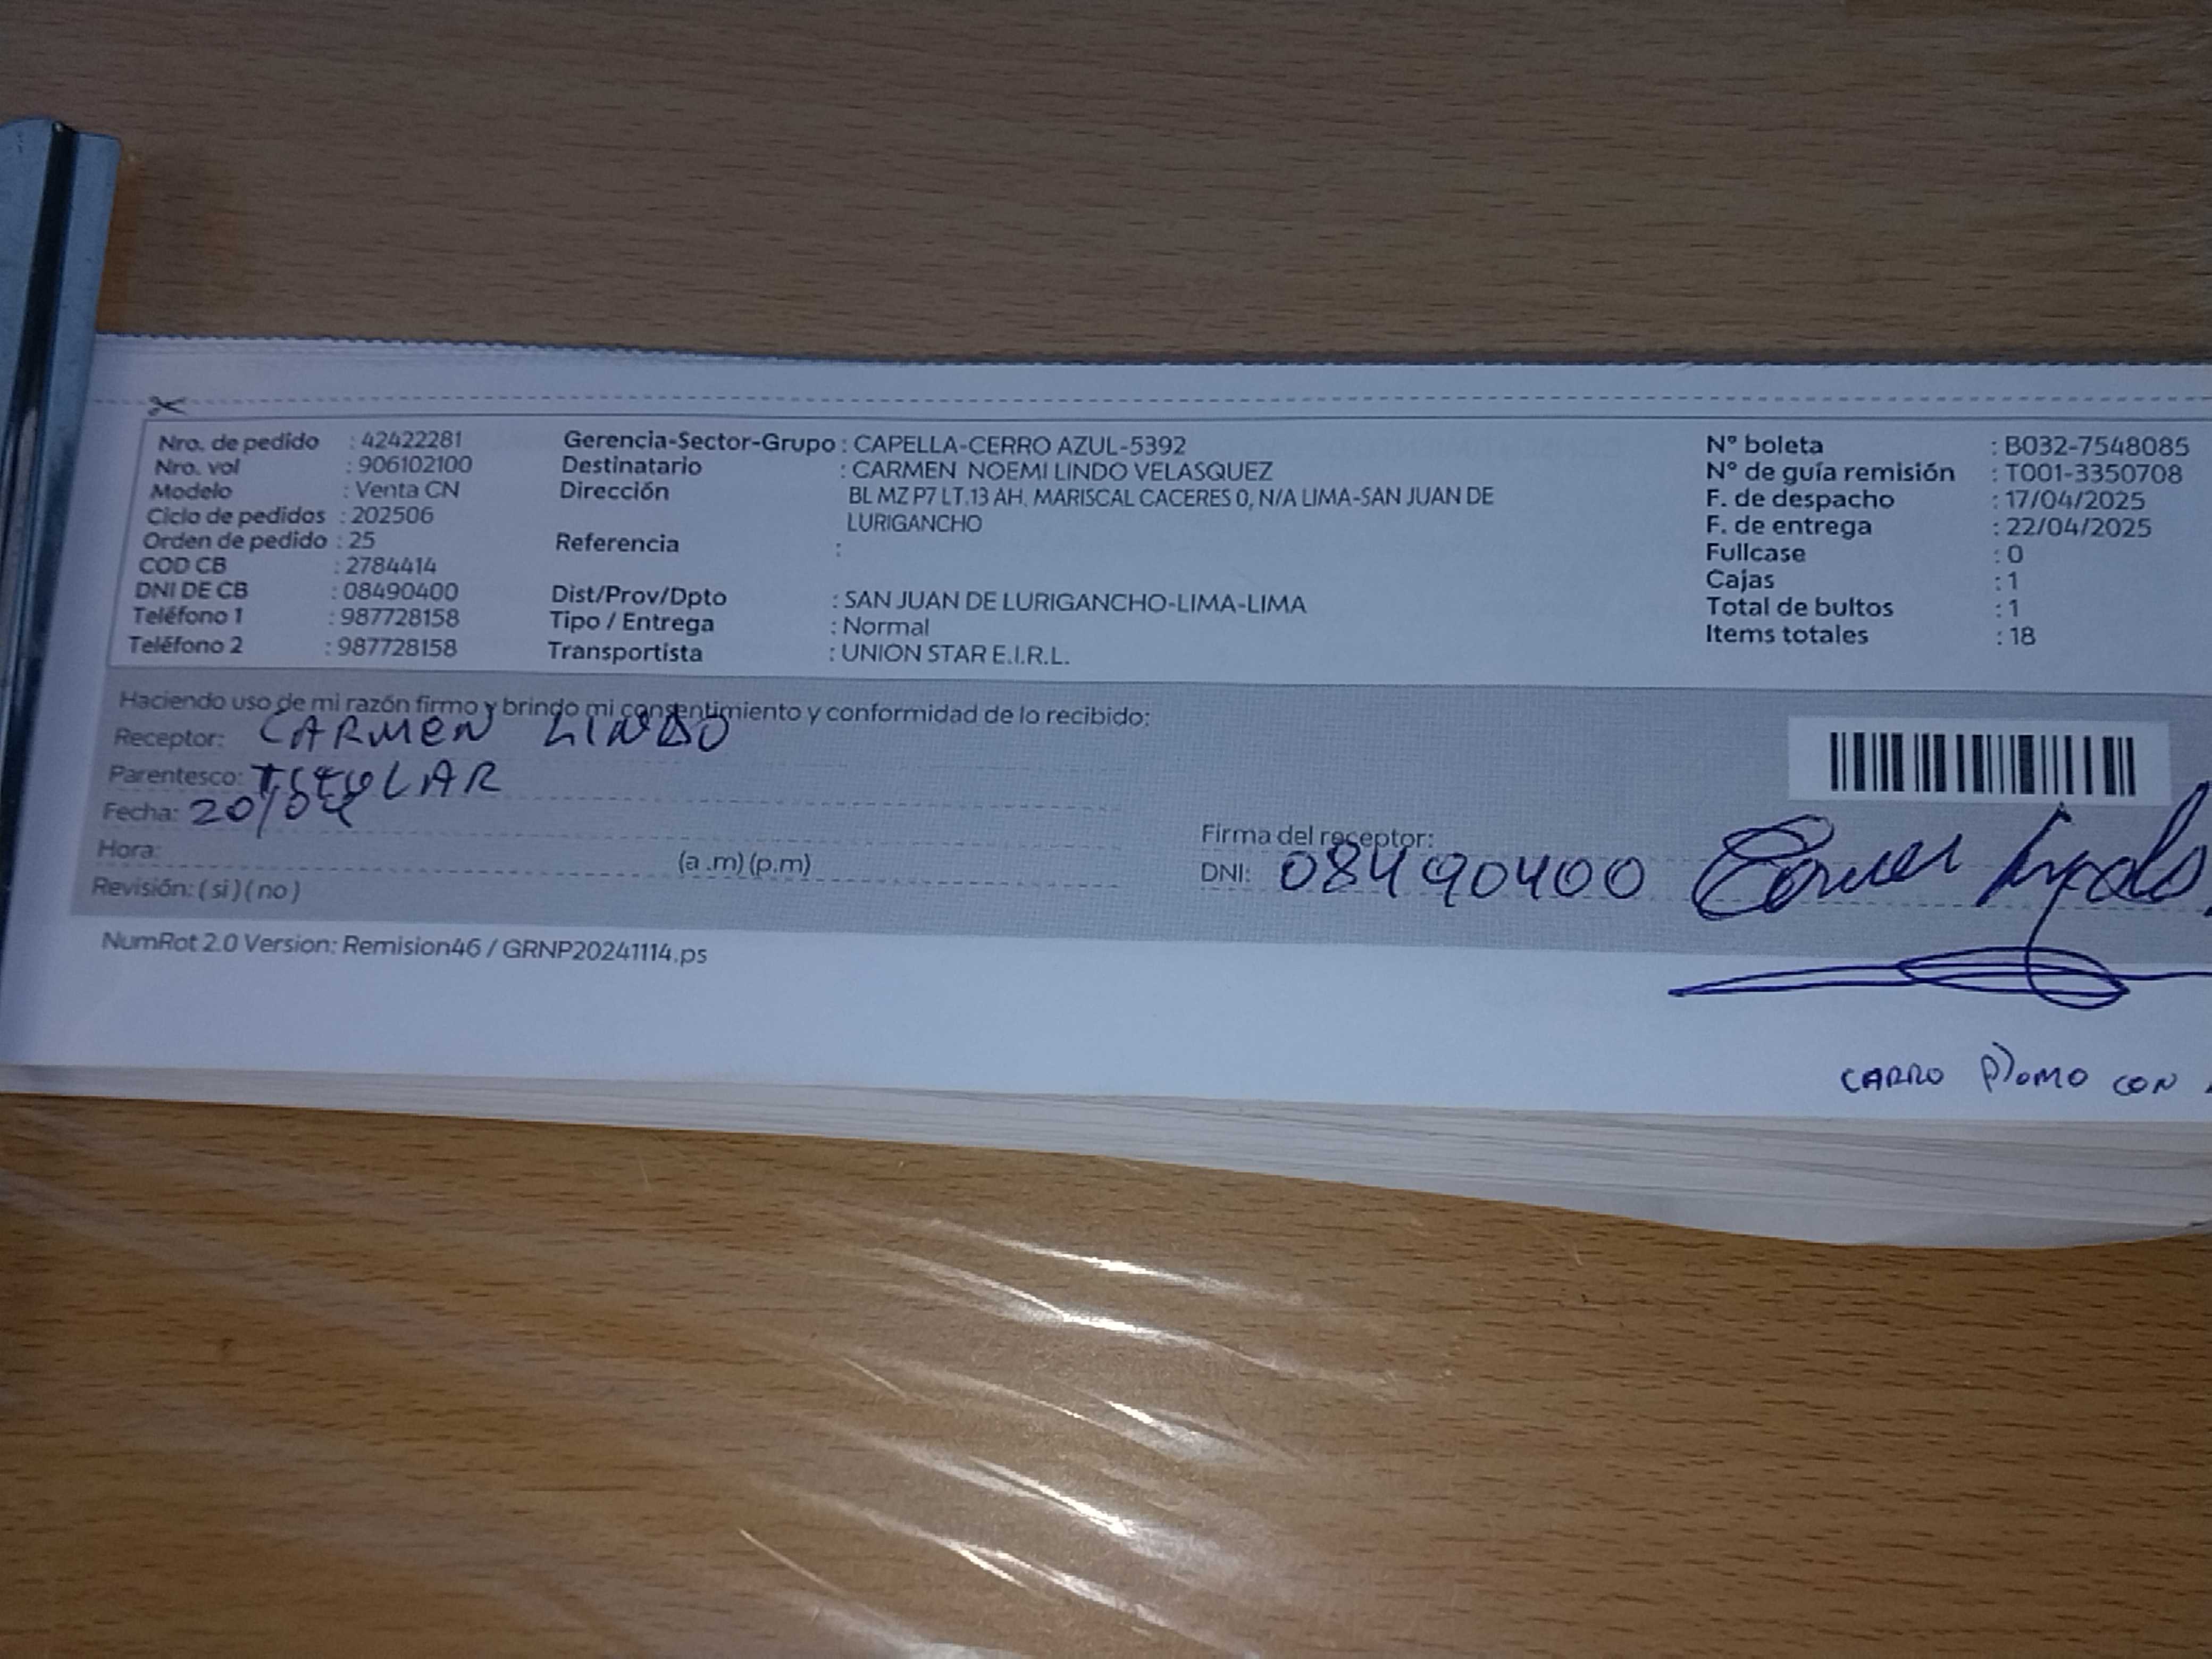 Nro. de pedido : 42422281
Nro. vol : 906102100
Modelo : Venta CN
Ciclo de pedidos : 202506
Orden de pedido : 25
COD CB : 2784414
DNI DE CB : 08490400
Teléfono 1 : 987728158
Teléfono 2 : 987728158
Gerencia-Sector-Grupo : CAPELLA-CERRO AZUL-5392
Destinatario : CARMEN NOEMI LINDO VELASQUEZ
Dirección BL MZ P7 LT.13 AH. MARISCAL CACERES 0, N/A LIMA-SAN JUAN DE
LURIGANCHO
Referencia :
Dist/Prov/Dpto : SAN JUAN DE LURIGANCHO-LIMA-LIMA
Tipo / Entrega : Normal
Transportista : UNION STAR E.I.R.L.
N° boleta : B032-7548085
N° de guía remisión : T001-3350708
F. de despacho : 17/04/2025
F. de entrega : 22/04/2025
Fullcase : 0
Cajas : 1
Total de bultos : 1
Items totales : 18
Haciendo uso de mi razón firmo y brindo mi consentimiento y conformidad de lo recibido:
Receptor: CARMEN LINDO
Parentesco: TITULAR
Fecha: 20/04
Hora: (a .m) (p.m)
Revisión: ( si ) ( no )
Firma del receptor:
DNI: 08490400
NumRot 2.0 Version: Remision46 / GRNP20241114.ps
CARRO PLOMO CON